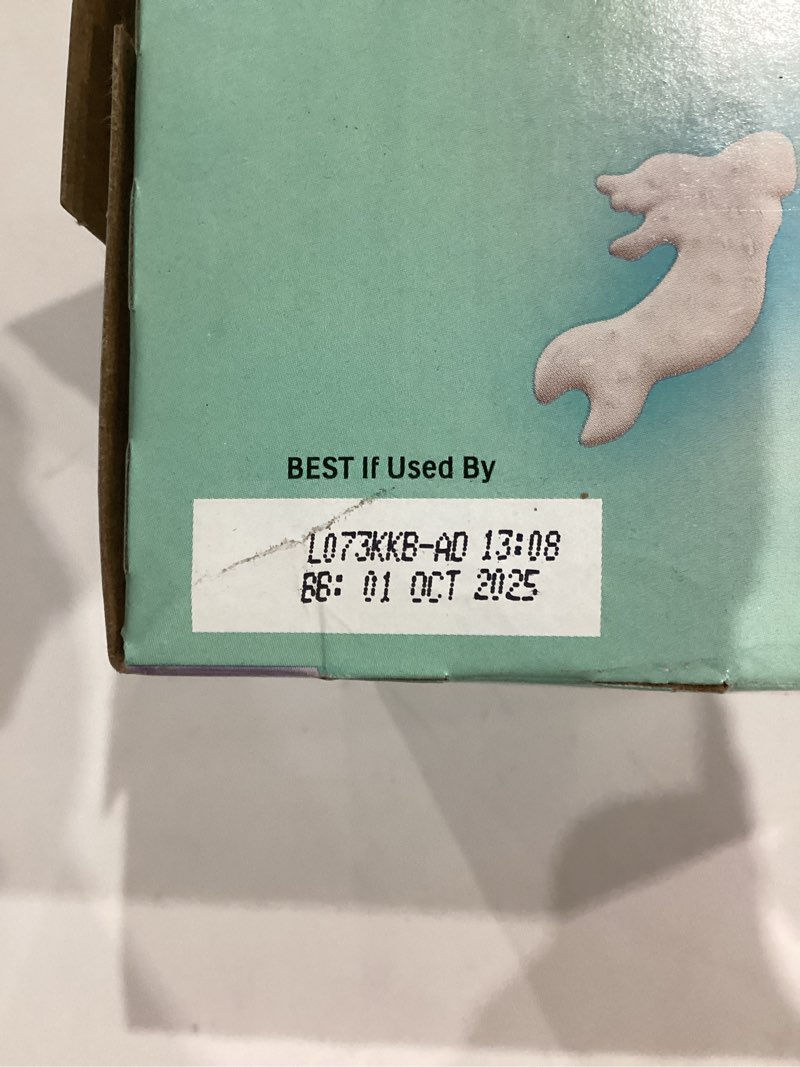 BEST If Used By
L073KKB-AD 13:08
BB: 01 OCT 2025